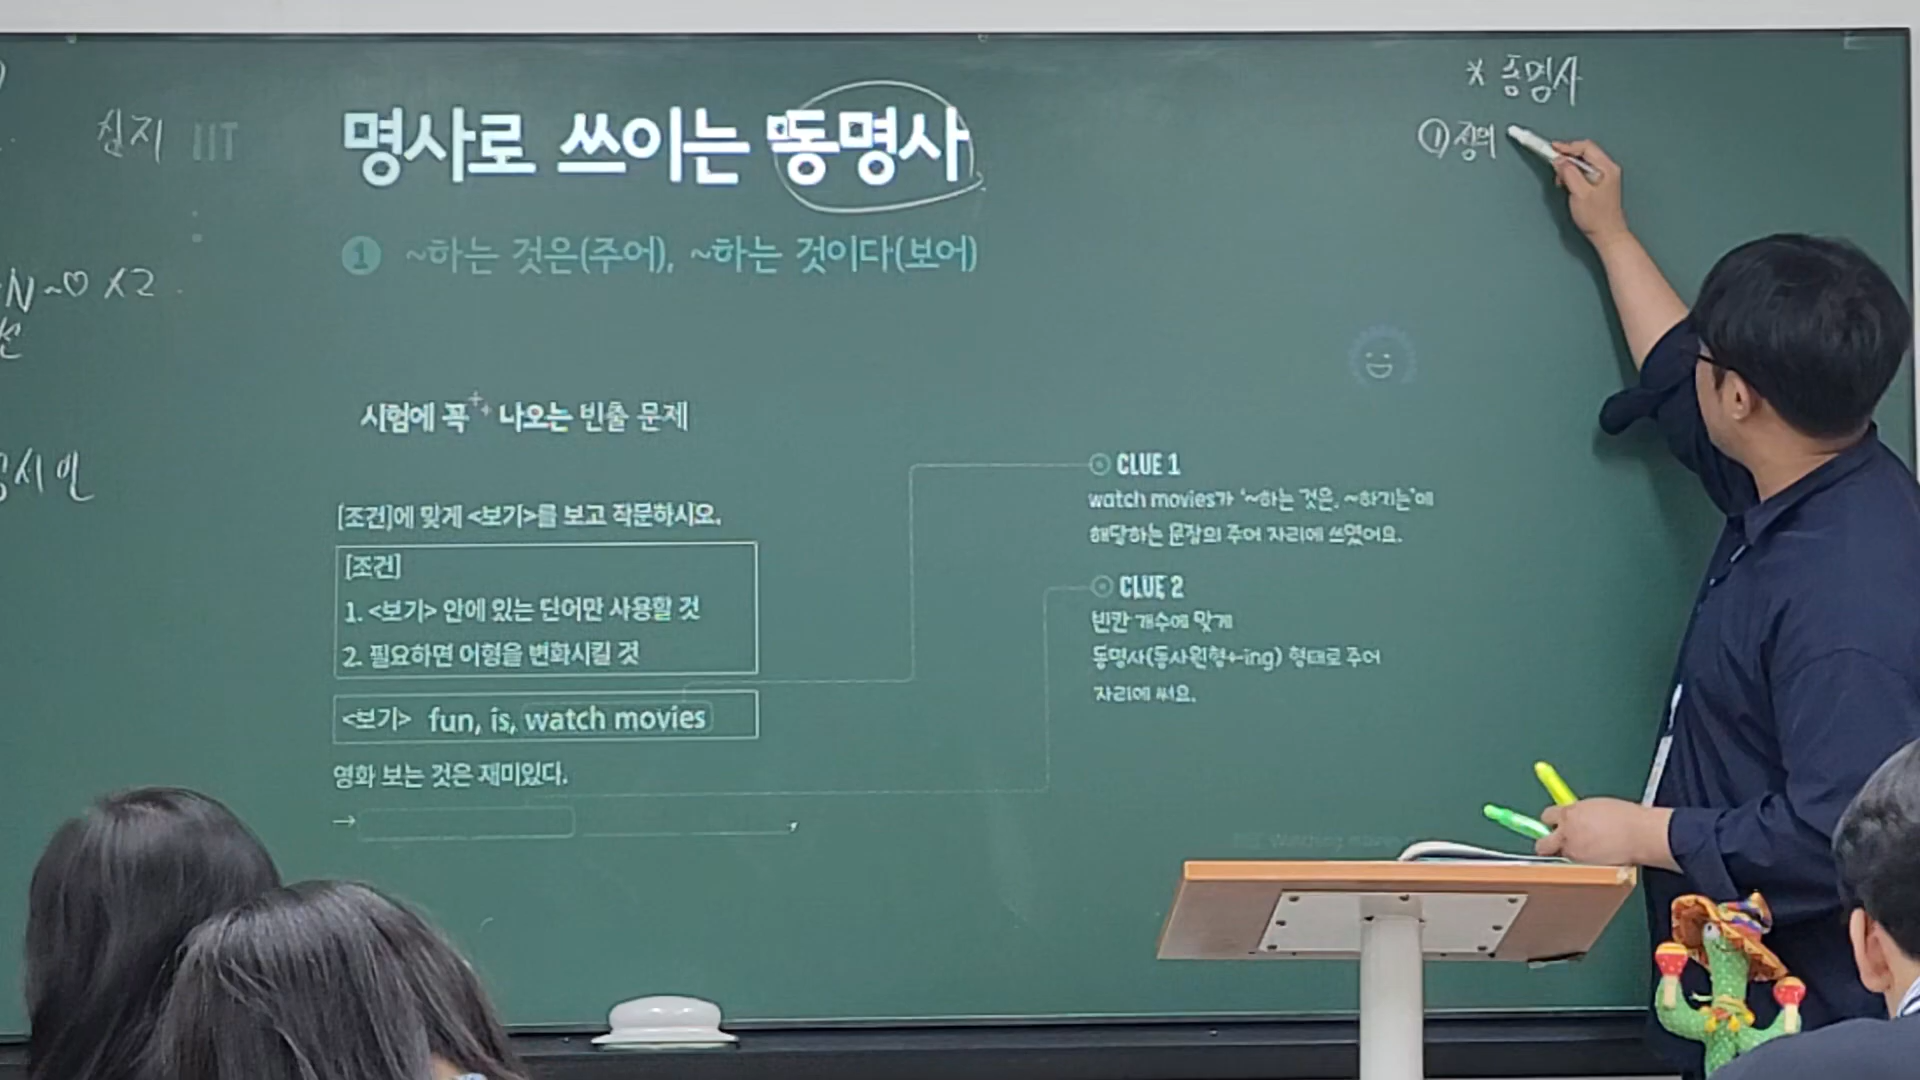 * 동명사
① 정의
명사로 쓰이는 동명사
1 ~하는 것은(주어), ~하는 것이다(보어)
N~♡ x2
시험에 꼭 나오는 빈출 문제
[조건]에 맞게 <보기>를 보고 작문하시오.
[조건]
1. <보기> 안에 있는 단어만 사용할 것
2. 필요하면 어형을 변화시킬 것
<보기> fun, is, watch movies
영화 보는 것은 재미있다.
→
CLUE 1
watch movies가 '~하는 것은, ~하기는'에
해당하는 문장의 주어 자리에 쓰였어요.
CLUE 2
빈칸 개수에 맞게
동명사(동사원형+-ing) 형태로 주어
자리에 써요.
Watching